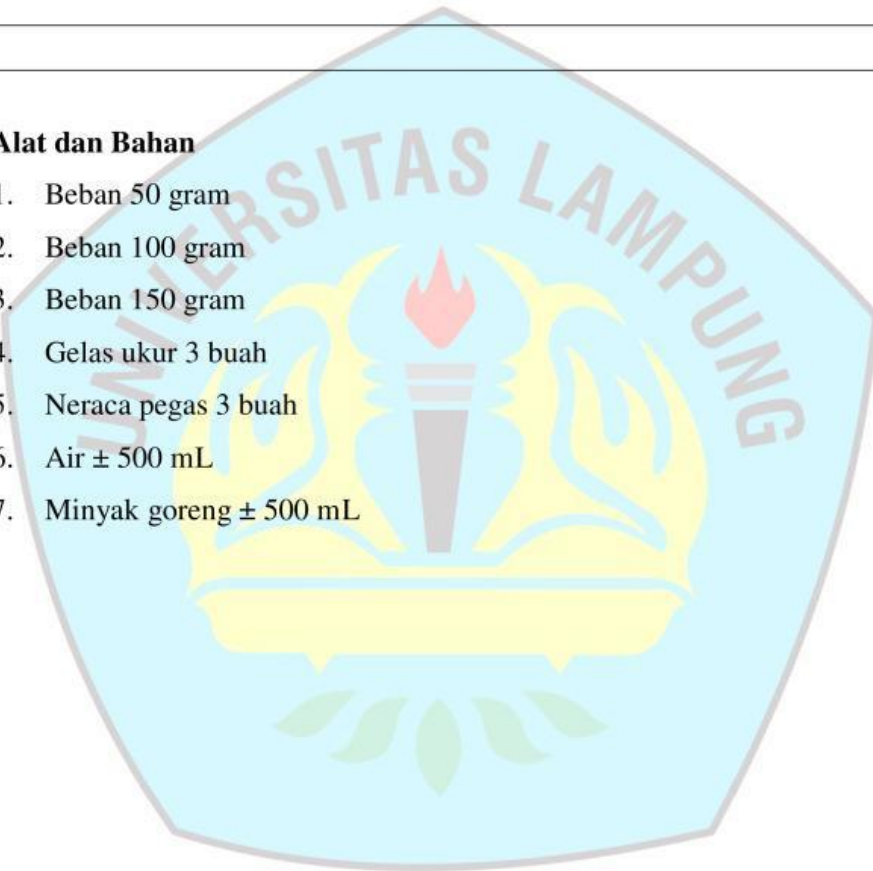 Alat dan Bahan
1. Beban 50 gram
2. Beban 100 gram
3. Beban 150 gram
4. Gelas ukur 3 buah
5. Neraca pegas 3 buah
6. Air ± 500 mL
7. Minyak goreng ± 500 mL
UNIVERSITAS LAMPUNG